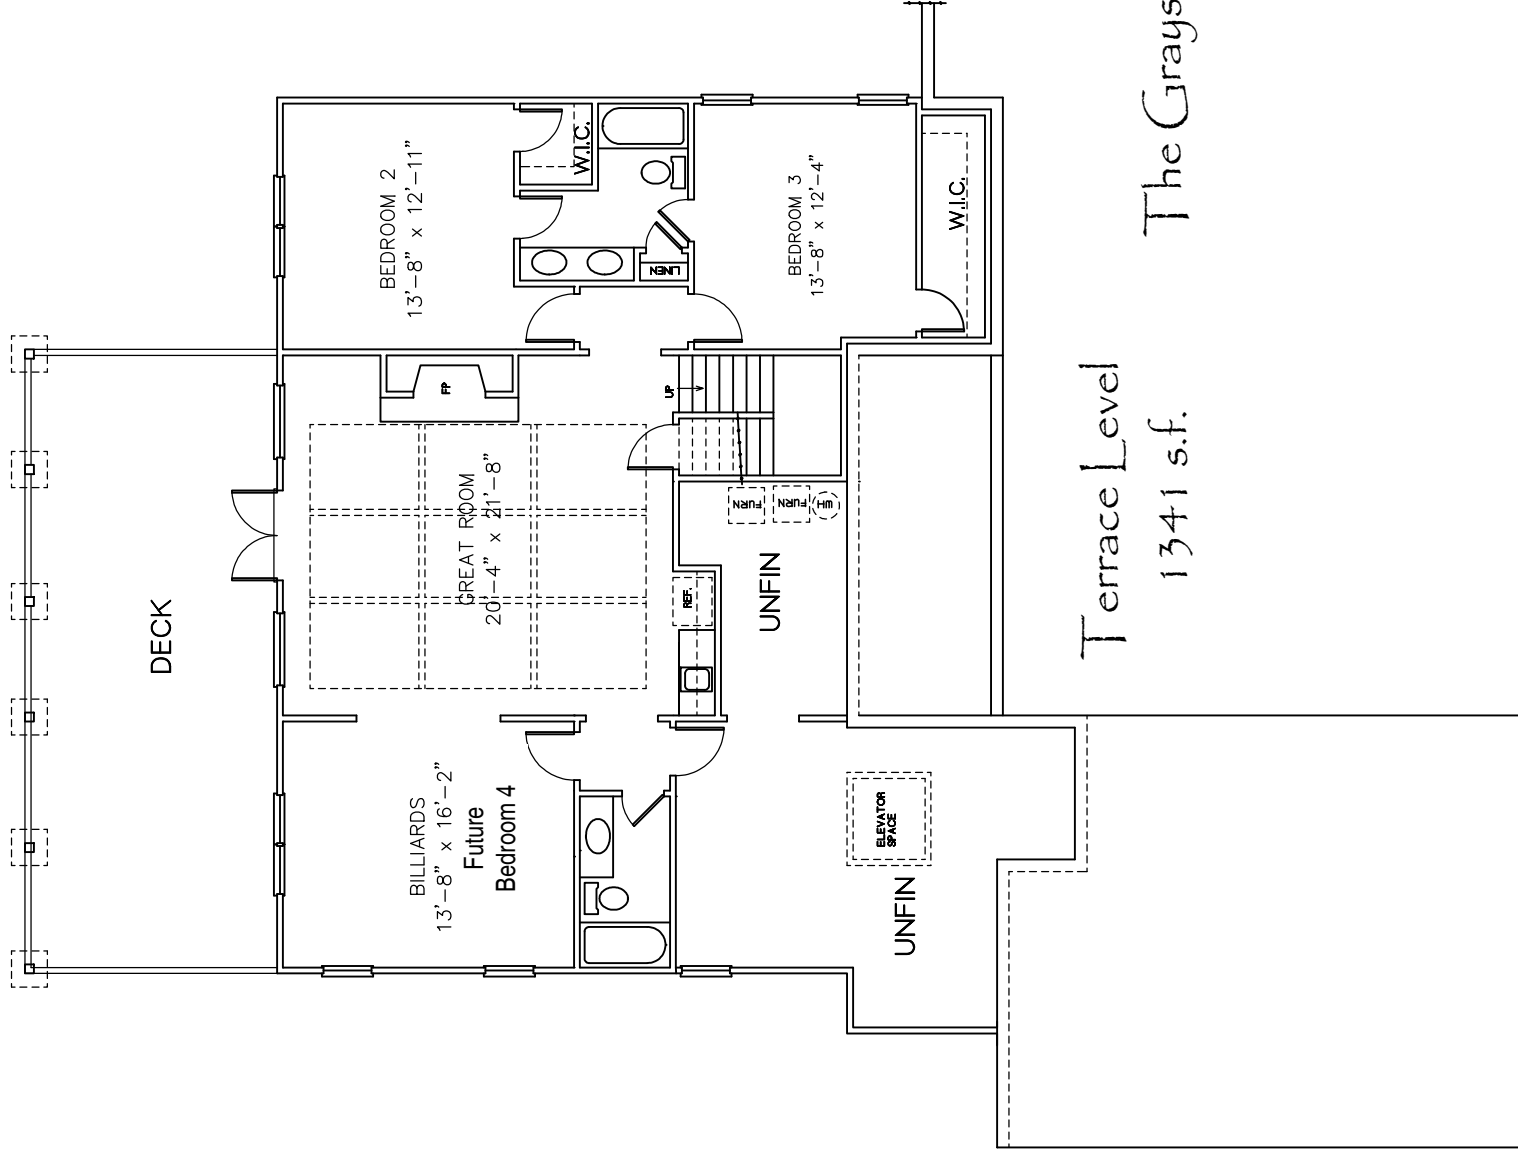 DECK
BEDROOM 2
13'-8" x 12'-11"
W.I.C.
LINEN
BEDROOM 3
13'-8" x 12'-4"
W.I.C.
FP
UP
GREAT ROOM
20'-4" x 21'-8"
FURN
FURN
WH
REF.
UNFIN
BILLIARDS
13'-8" x 16'-2"
Future
Bedroom 4
ELEVATOR
SPACE
UNFIN
Terrace Level
1341 s.f.
The Grays